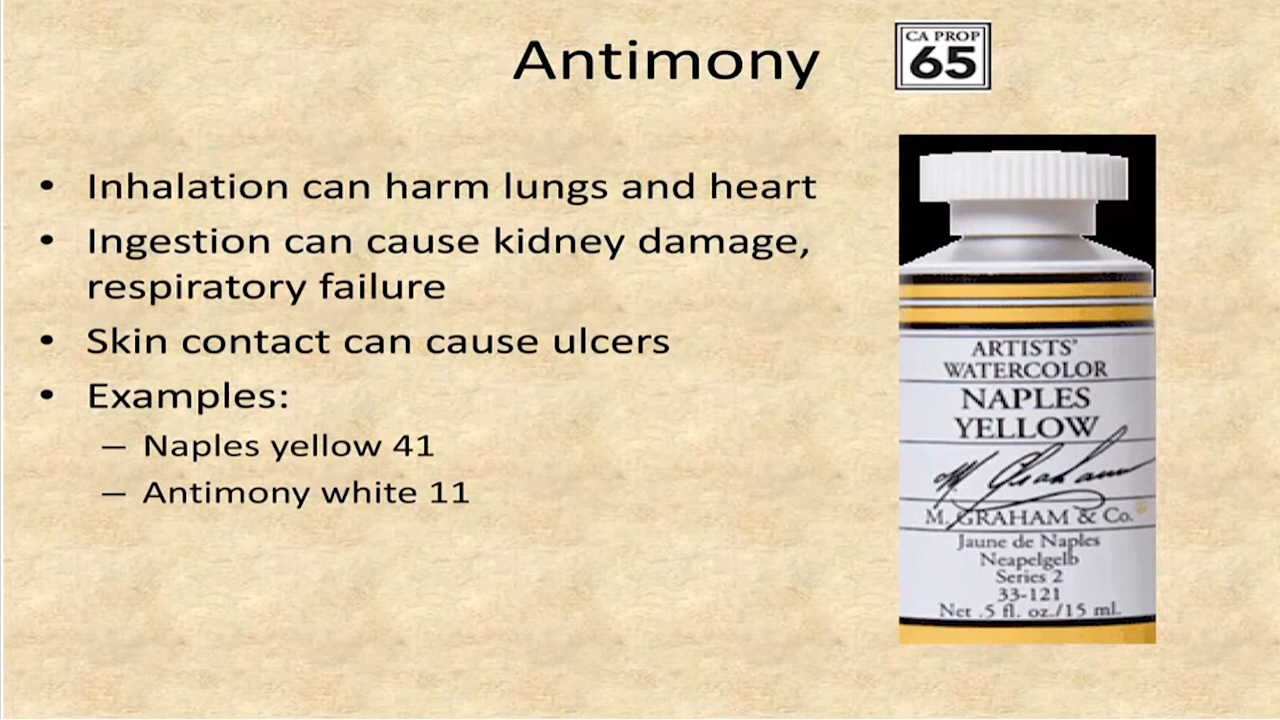 Antimony
CA PROP
65
• Inhalation can harm lungs and heart
• Ingestion can cause kidney damage,
respiratory failure
• Skin contact can cause ulcers
• Examples:
– Naples yellow 41
– Antimony white 11
ARTISTS'
WATERCOLOR
NAPLES
YELLOW
M. Graham
M. GRAHAM & Co.
Jaune de Naples
Neapelgelb
Series 2
33-121
Net .5 fl. oz./15 ml.